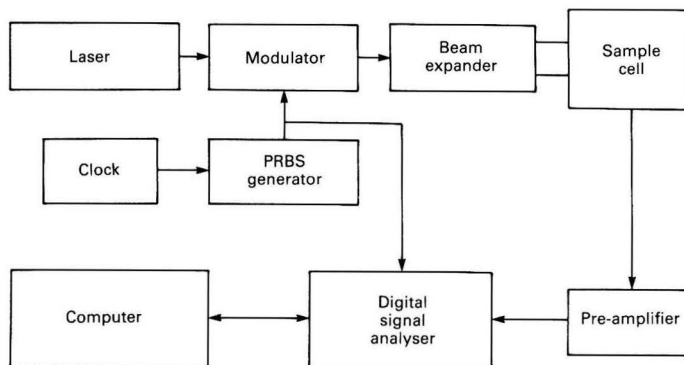 Laser
Modulator
Beam
expander
Sample
cell
Clock
PRBS
generator
Computer
Digital
signal
analyser
Pre-amplifier